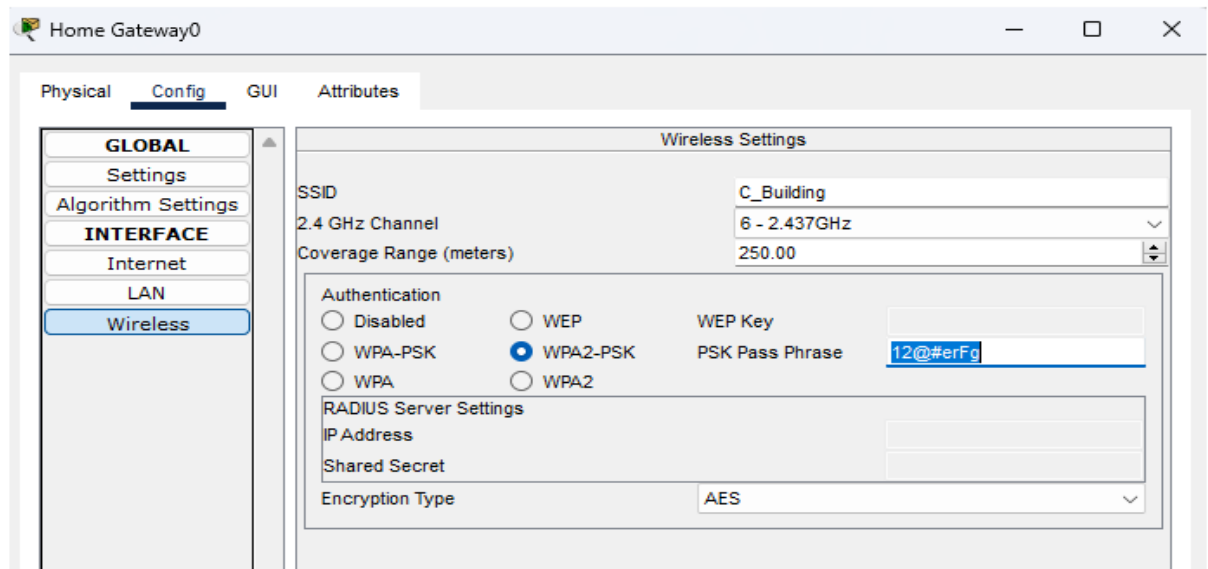 Home Gateway0
Physical Config GUI Attributes
GLOBAL
Settings
Algorithm Settings
INTERFACE
Internet
LAN
Wireless
Wireless Settings
SSID C_Building
2.4 GHz Channel 6 - 2.437GHz
Coverage Range (meters) 250.00
Authentication
Disabled WEP WEP Key
WPA-PSK WPA2-PSK PSK Pass Phrase 12@#erFg
WPA WPA2
RADIUS Server Settings
IP Address
Shared Secret
Encryption Type AES